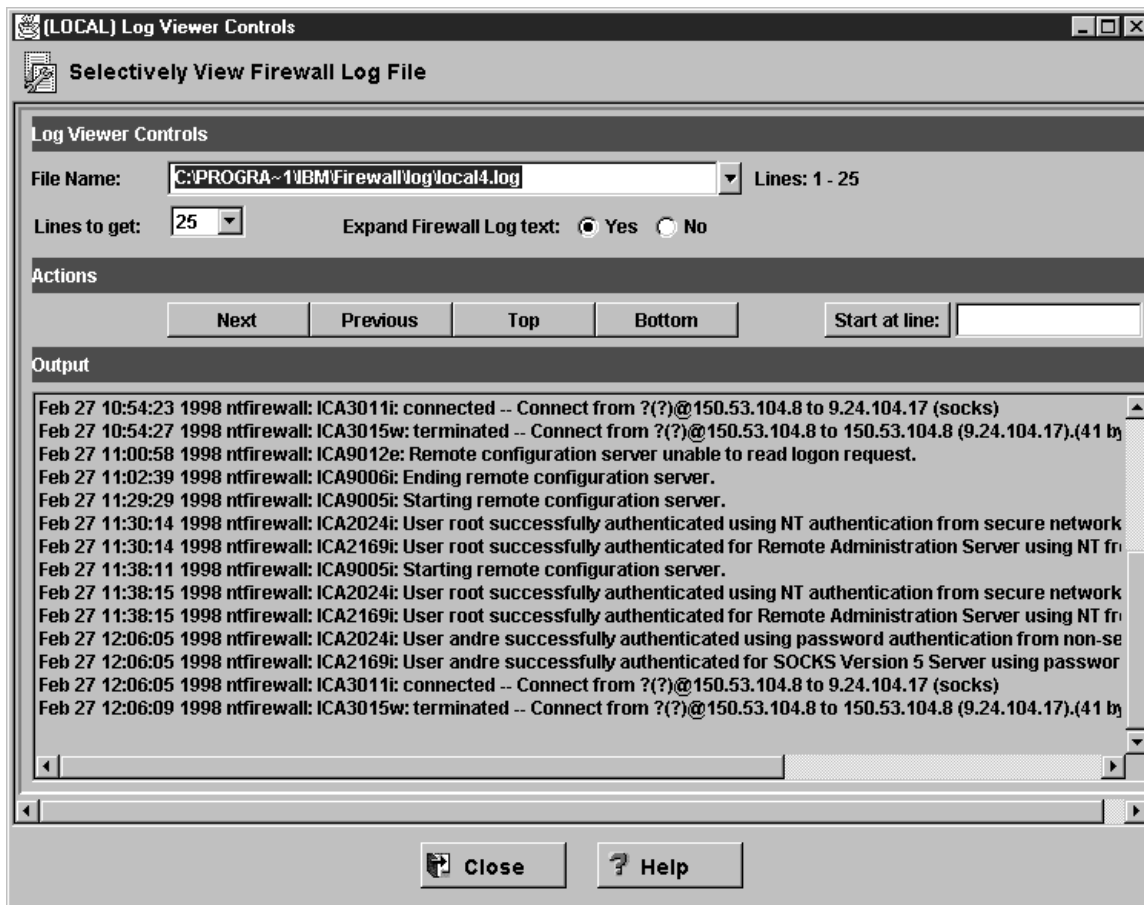 (LOCAL) Log Viewer Controls
Selectively View Firewall Log File
Log Viewer Controls
File Name: C:\PROGRA~1\IBM\Firewall\log\local4.log Lines: 1 - 25
Lines to get: 25 Expand Firewall Log text: Yes No
Actions
Next Previous Top Bottom Start at line:
Output
Feb 27 10:54:23 1998 ntfirewall: ICA3011i: connected -- Connect from ?(?)@150.53.104.8 to 9.24.104.17 (socks)
Feb 27 10:54:27 1998 ntfirewall: ICA3015w: terminated -- Connect from ?(?)@150.53.104.8 to 150.53.104.8 (9.24.104.17).(41 by
Feb 27 11:00:58 1998 ntfirewall: ICA9012e: Remote configuration server unable to read logon request.
Feb 27 11:02:39 1998 ntfirewall: ICA9006i: Ending remote configuration server.
Feb 27 11:29:29 1998 ntfirewall: ICA9005i: Starting remote configuration server.
Feb 27 11:30:14 1998 ntfirewall: ICA2024i: User root successfully authenticated using NT authentication from secure network
Feb 27 11:30:14 1998 ntfirewall: ICA2169i: User root successfully authenticated for Remote Administration Server using NT fr
Feb 27 11:38:11 1998 ntfirewall: ICA9005i: Starting remote configuration server.
Feb 27 11:38:15 1998 ntfirewall: ICA2024i: User root successfully authenticated using NT authentication from secure network
Feb 27 11:38:15 1998 ntfirewall: ICA2169i: User root successfully authenticated for Remote Administration Server using NT fr
Feb 27 12:06:05 1998 ntfirewall: ICA2024i: User andre successfully authenticated using password authentication from non-se
Feb 27 12:06:05 1998 ntfirewall: ICA2169i: User andre successfully authenticated for SOCKS Version 5 Server using passwor
Feb 27 12:06:05 1998 ntfirewall: ICA3011i: connected -- Connect from ?(?)@150.53.104.8 to 9.24.104.17 (socks)
Feb 27 12:06:09 1998 ntfirewall: ICA3015w: terminated -- Connect from ?(?)@150.53.104.8 to 150.53.104.8 (9.24.104.17).(41 by
Close ? Help